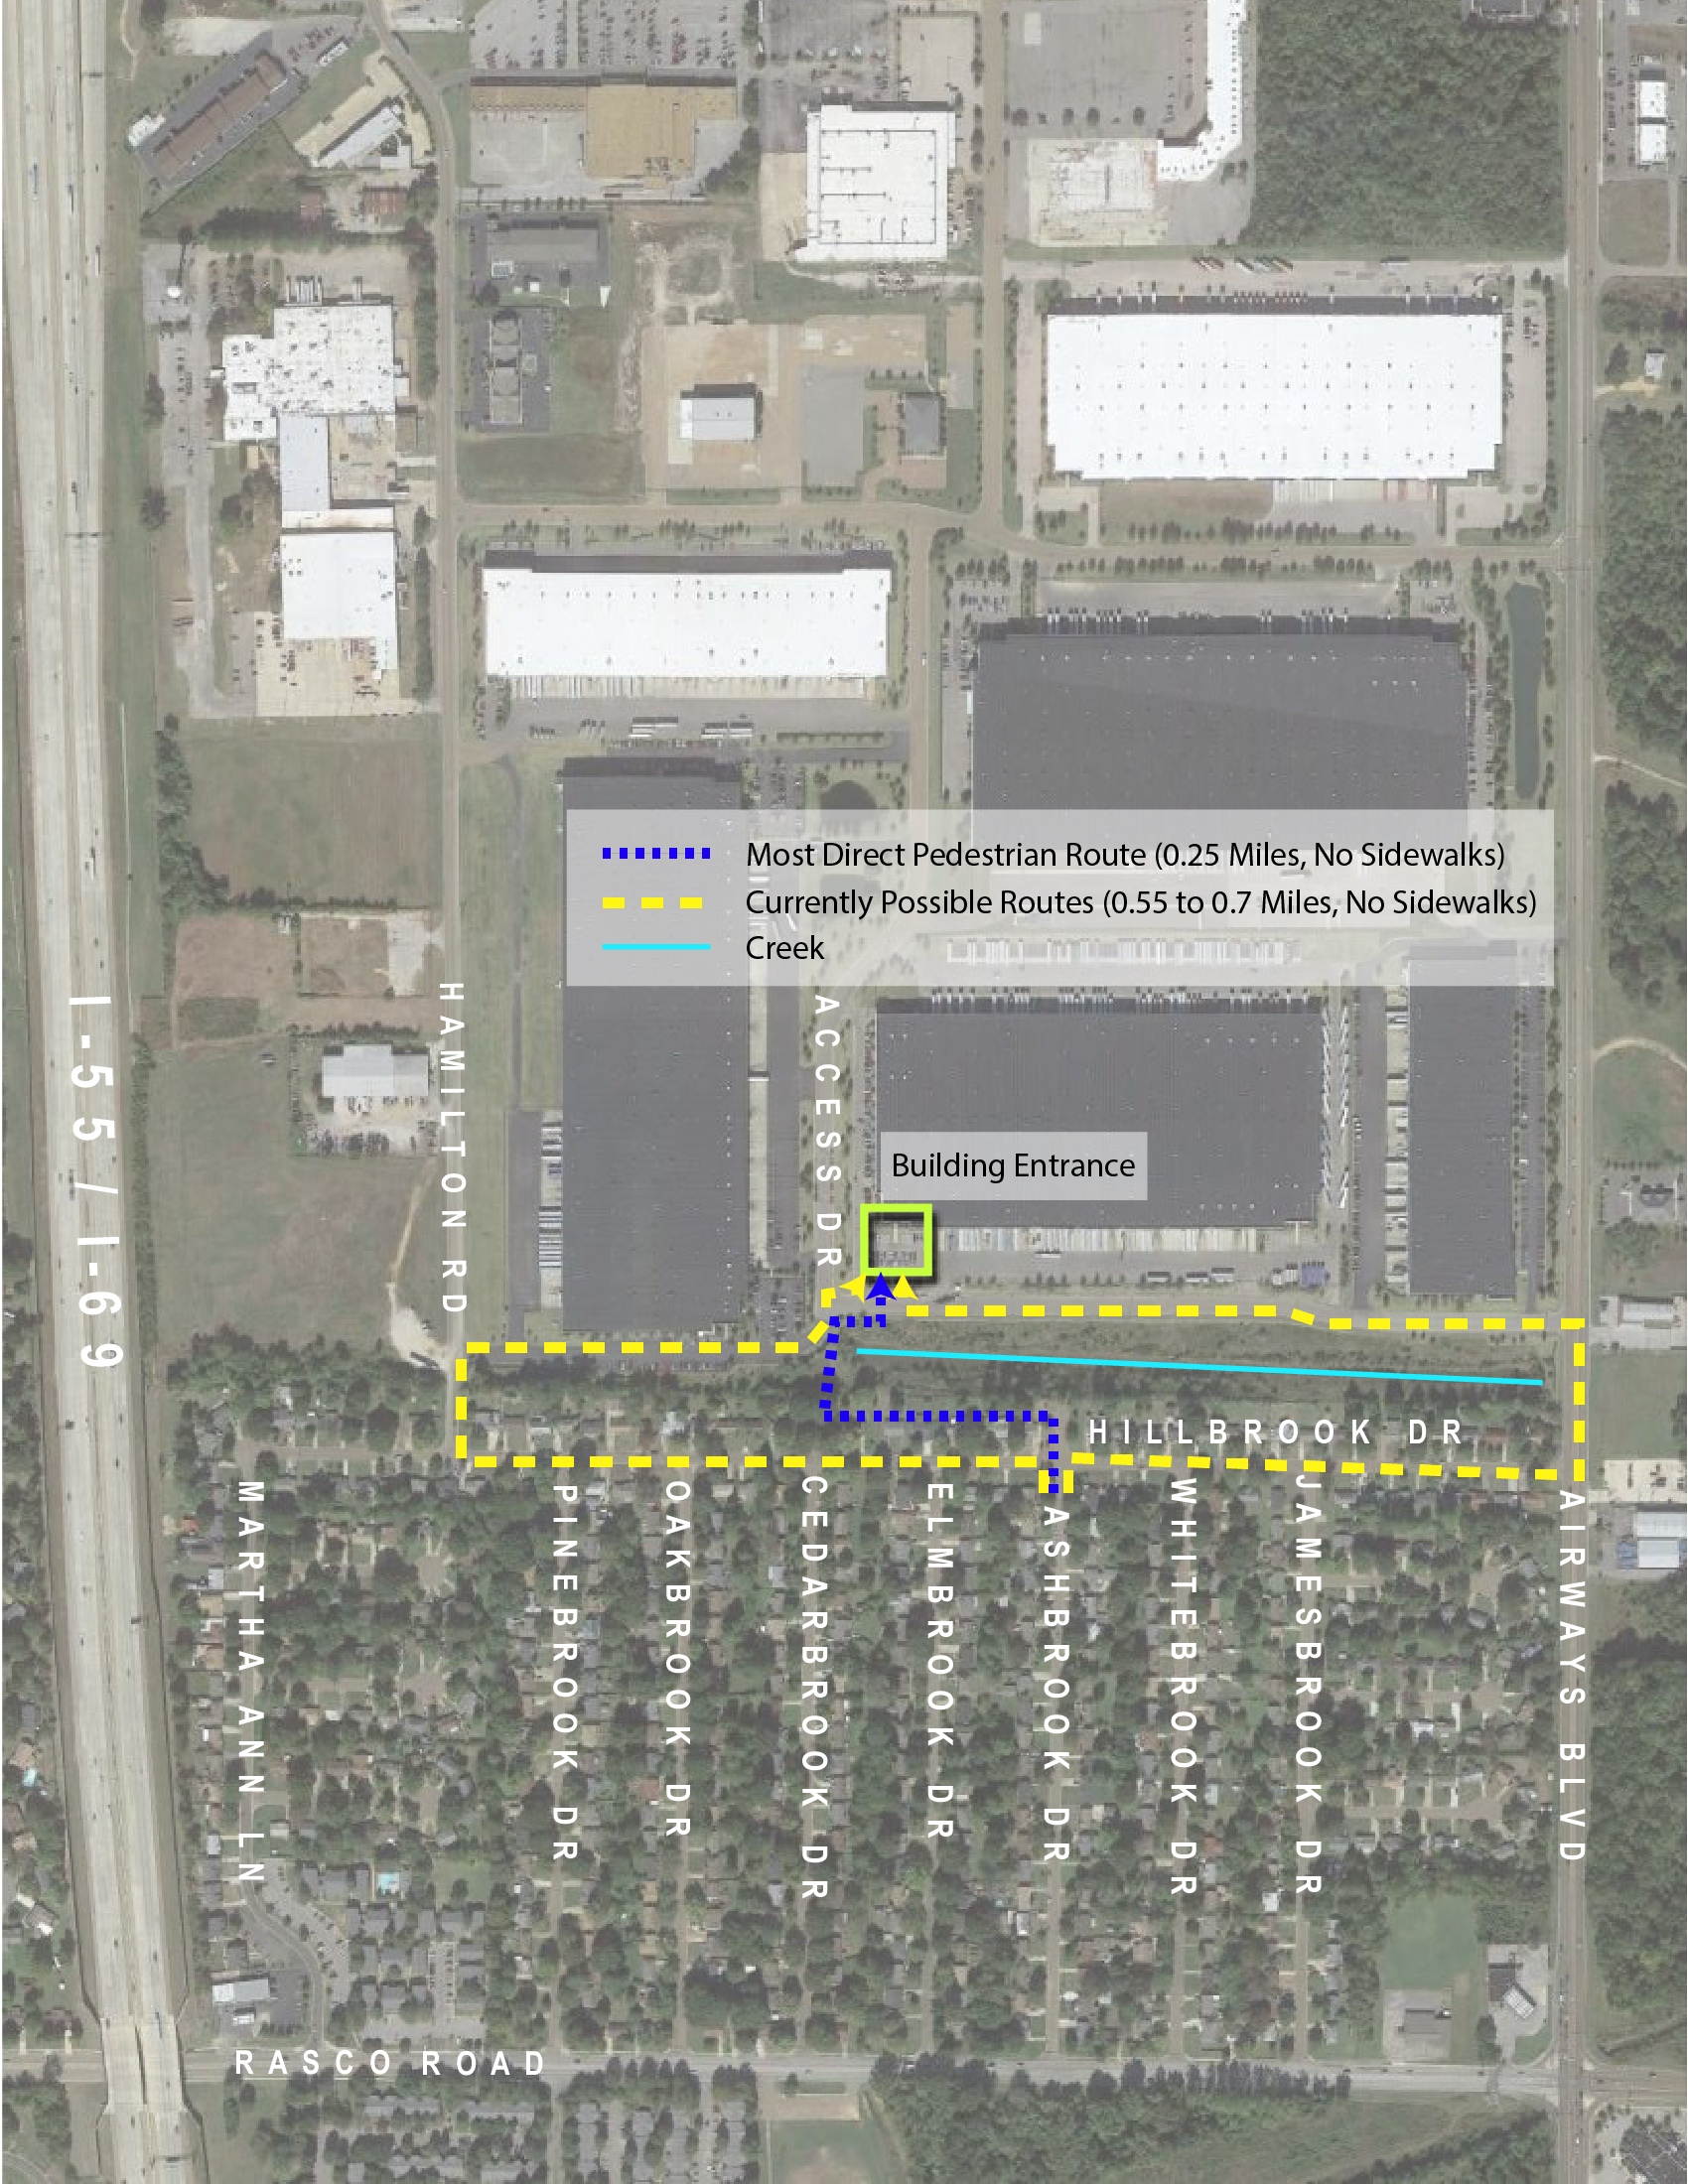 Most Direct Pedestrian Route (0.25 Miles, No Sidewalks)
Currently Possible Routes (0.55 to 0.7 Miles, No Sidewalks)
Creek
I-55 / I-69
HAMILTON RD
ACCESS DR
Building Entrance
HILLBROOK DR
MARTHA ANN LN
PINEBROOK DR
OAKBROOK DR
CEDARBROOK DR
ELMBROOK DR
ASHBROOK DR
WHITEBROOK DR
JAMESBROOK DR
AIRWAYS BLVD
RASCO ROAD